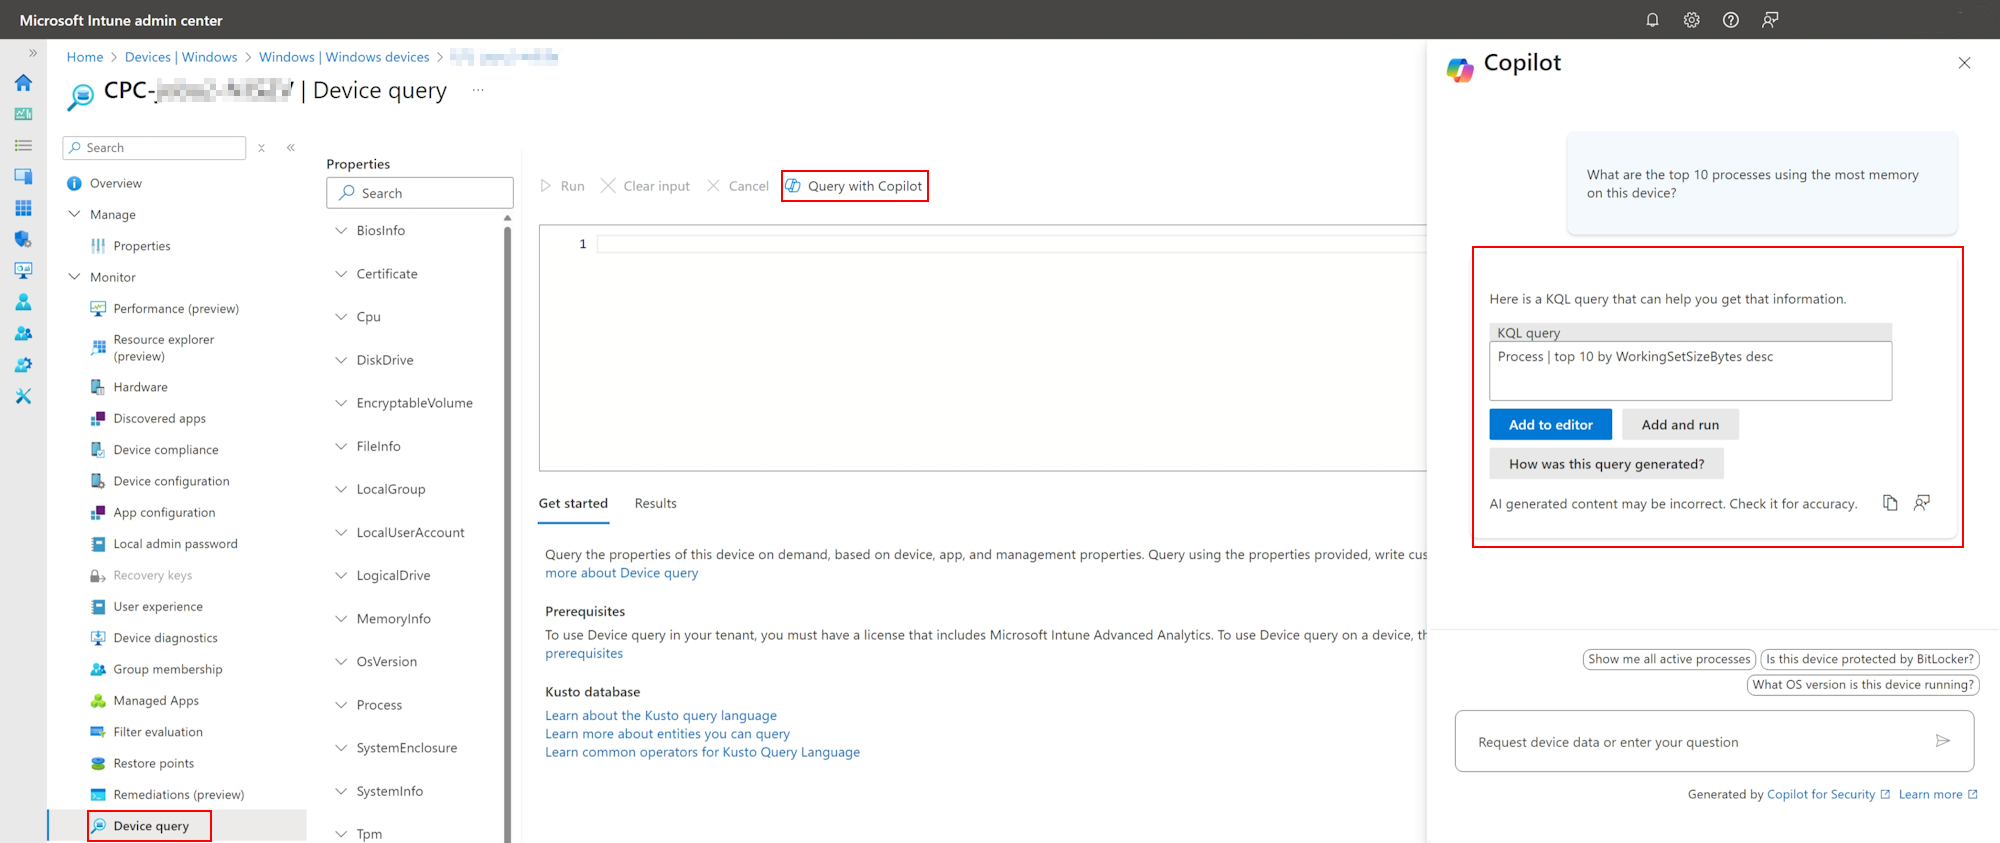 Microsoft Intune admin center
Home > Devices | Windows > Windows | Windows devices >
CPC- | Device query ...
Search
Overview
Manage
Properties
Monitor
Performance (preview)
Resource explorer
(preview)
Hardware
Discovered apps
Device compliance
Device configuration
App configuration
Local admin password
Recovery keys
User experience
Device diagnostics
Group membership
Managed Apps
Filter evaluation
Restore points
Remediations (preview)
Device query
Properties
Search
BiosInfo
Certificate
Cpu
DiskDrive
EncryptableVolume
FileInfo
LocalGroup
LocalUserAccount
LogicalDrive
MemoryInfo
OsVersion
Process
SystemEnclosure
SystemInfo
Tpm
Run Clear input Cancel Query with Copilot
1
Get started Results
Query the properties of this device on demand, based on device, app, and management properties. Query using the properties provided, write cus
more about Device query
Prerequisites
To use Device query in your tenant, you must have a license that includes Microsoft Intune Advanced Analytics. To use Device query on a device, th
prerequisites
Kusto database
Learn about the Kusto query language
Learn more about entities you can query
Learn common operators for Kusto Query Language
Copilot
What are the top 10 processes using the most memory
on this device?
Here is a KQL query that can help you get that information.
KQL query
Process | top 10 by WorkingSetSizeBytes desc
Add to editor Add and run
How was this query generated?
AI generated content may be incorrect. Check it for accuracy.
Show me all active processes Is this device protected by BitLocker?
What OS version is this device running?
Request device data or enter your question
Generated by Copilot for Security Learn more